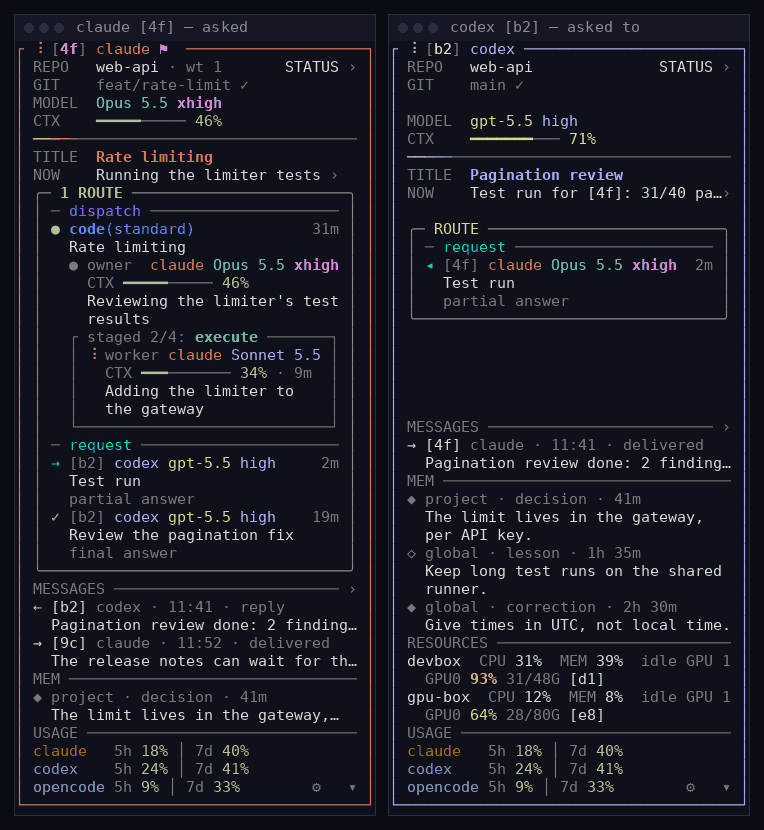 claude [4f] — asked
[4f] claude ⚑
REPO web-api · wt 1 STATUS ›
GIT feat/rate-limit ✓
MODEL Opus 5.5 xhigh
CTX 46%
TITLE Rate limiting
NOW Running the limiter tests ›
1 ROUTE
dispatch
● code(standard) 31m
Rate limiting
● owner claude Opus 5.5 xhigh
CTX 46%
Reviewing the limiter's test
results
staged 2/4: execute
worker claude Sonnet 5.5
CTX 34% · 9m
Adding the limiter to
the gateway
request
→ [b2] codex gpt-5.5 high 2m
Test run
partial answer
✓ [b2] codex gpt-5.5 high 19m
Review the pagination fix
final answer
MESSAGES ›
← [b2] codex · 11:41 · reply
Pagination review done: 2 finding…
→ [9c] claude · 11:52 · delivered
The release notes can wait for th…
MEM
◆ project · decision · 41m
The limit lives in the gateway,…
USAGE
claude 5h 18% │ 7d 40%
codex 5h 24% │ 7d 41%
opencode 5h 9% │ 7d 33% ⚙ ▾
codex [b2] — asked to
[b2] codex
REPO web-api STATUS ›
GIT main ✓
MODEL gpt-5.5 high
CTX 71%
TITLE Pagination review
NOW Test run for [4f]: 31/40 pa…›
ROUTE
request
◂ [4f] claude Opus 5.5 xhigh 2m
Test run
partial answer
MESSAGES ›
→ [4f] claude · 11:41 · delivered
Pagination review done: 2 finding…
MEM
◆ project · decision · 41m
The limit lives in the gateway,
per API key.
◇ global · lesson · 1h 35m
Keep long test runs on the shared
runner.
◆ global · correction · 2h 30m
Give times in UTC, not local time.
RESOURCES
devbox CPU 31% MEM 39% idle GPU 1
GPU0 93% 31/48G [d1]
gpu-box CPU 12% MEM 8% idle GPU 1
GPU0 64% 28/80G [e8]
USAGE
claude 5h 18% │ 7d 40%
codex 5h 24% │ 7d 41%
opencode 5h 9% │ 7d 33% ⚙ ▾